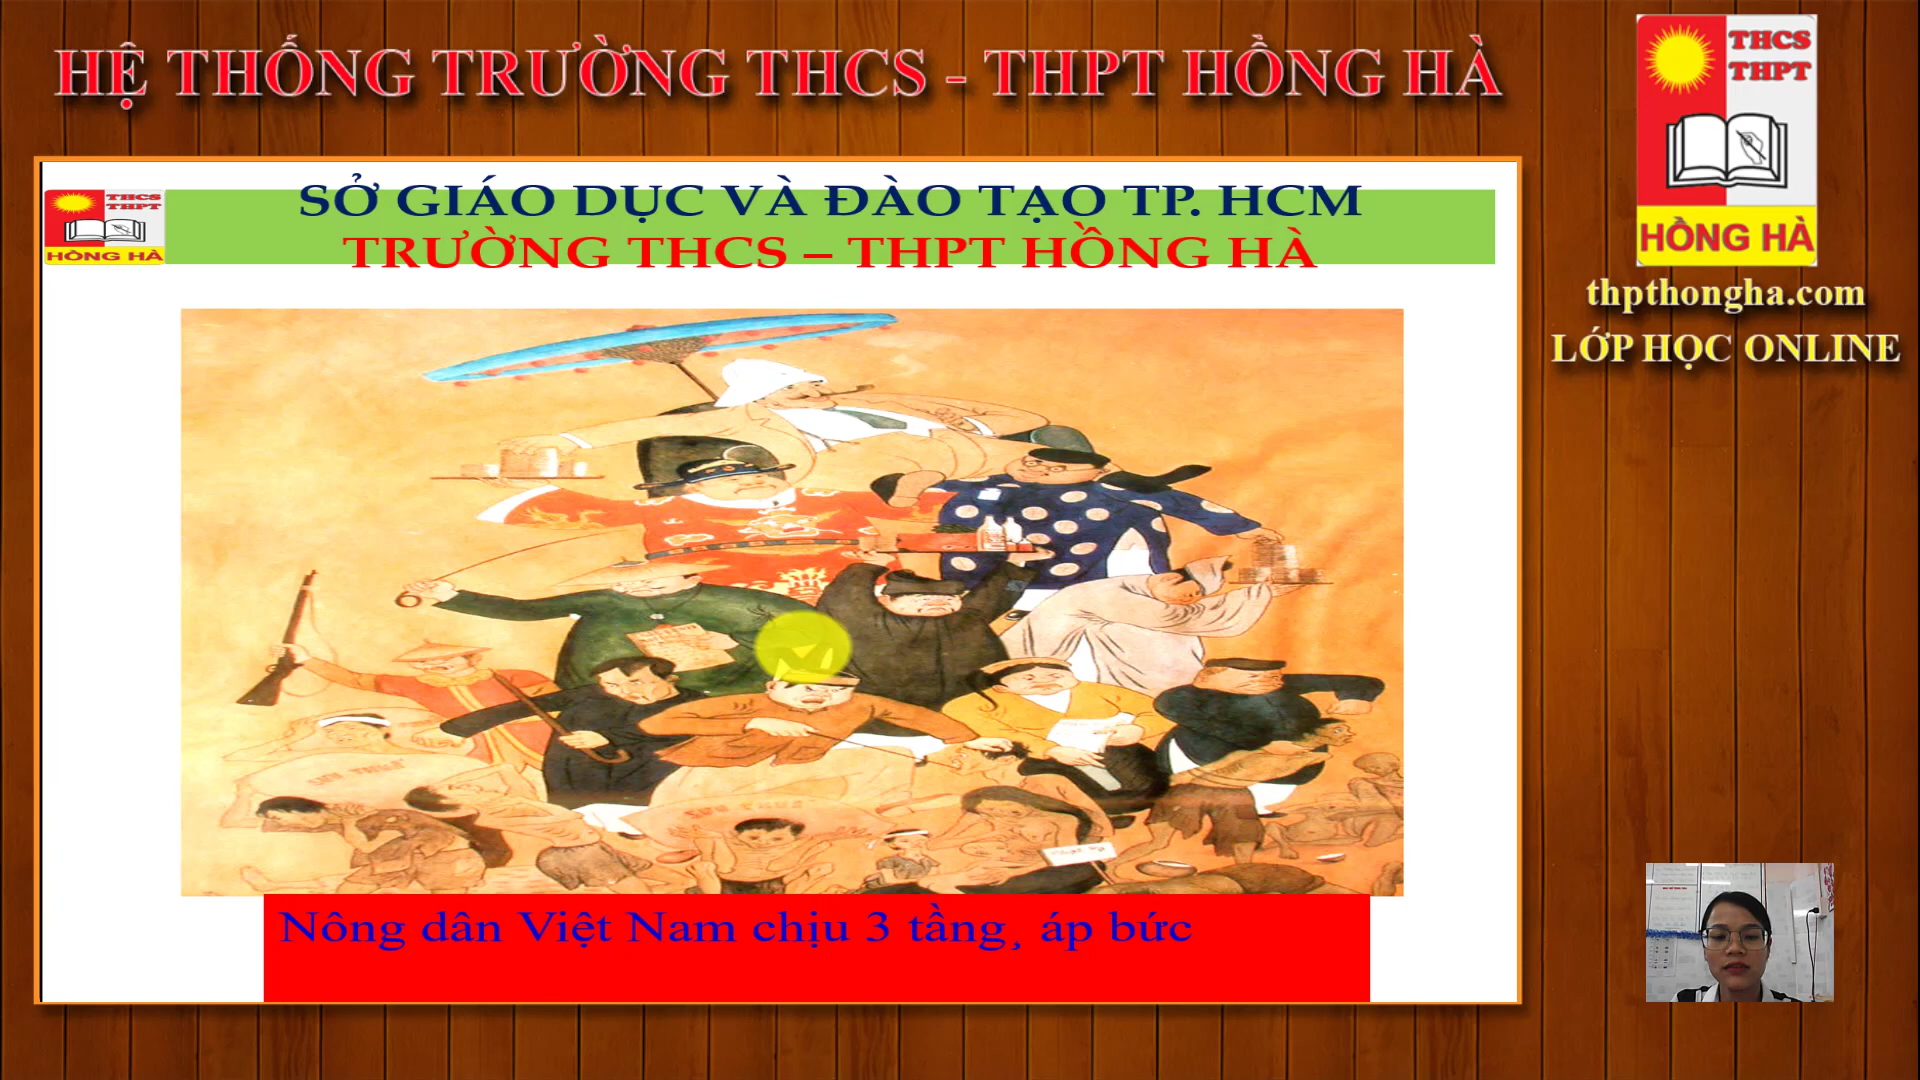 HỆ THỐNG TRƯỜNG THCS - THPT HỒNG HÀ
THCS
THPT
HỒNG HÀ
thpthongha.com
LỚP HỌC ONLINE
THCS
THPT
HỒNG HÀ
SỞ GIÁO DỤC VÀ ĐÀO TẠO TP. HCM
TRƯỜNG THCS – THPT HỒNG HÀ
Nông dân Việt Nam chịu 3 tầng¸ áp bức